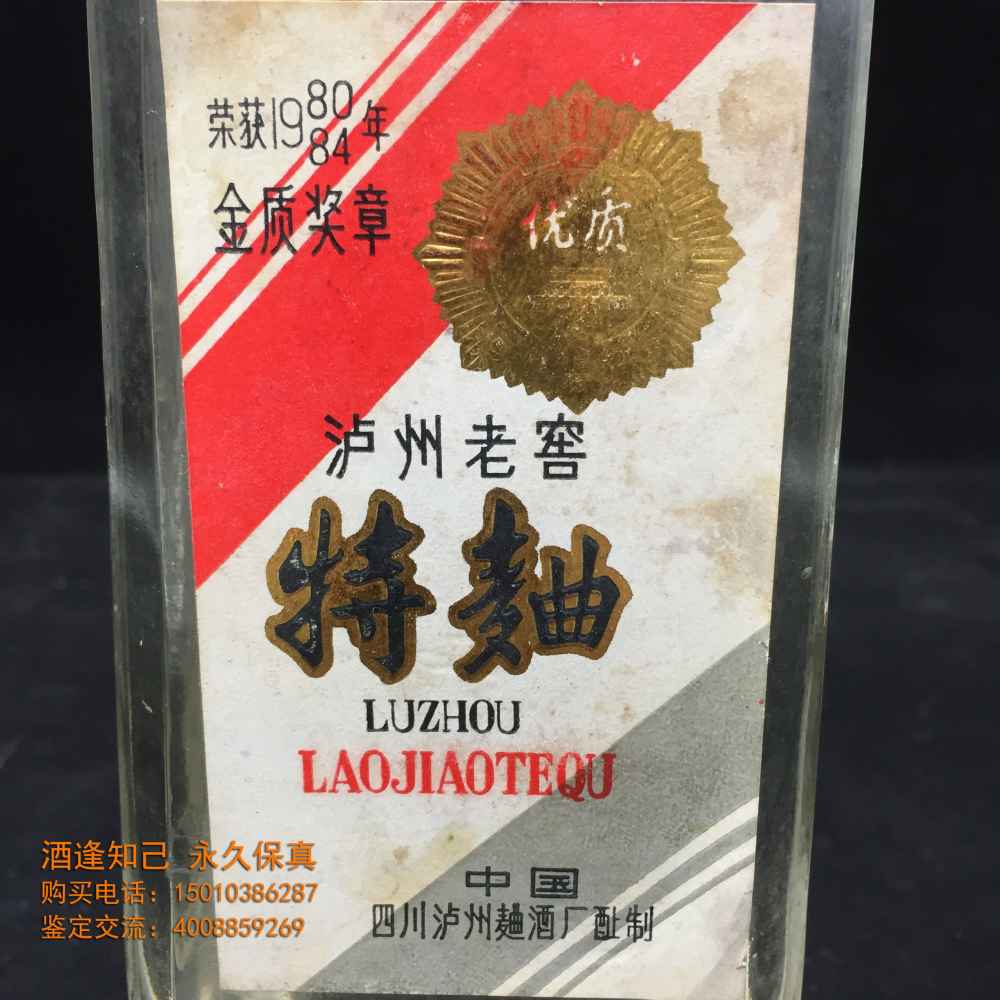 荣获1980 84年
金质奖章
优质
泸州老窖
特麯
LUZHOU
LAOJIAOTEQU
中国
四川泸州麯酒厂酿制
酒逢知己 永久保真
购买电话：15010386287
鉴定交流：4008859269